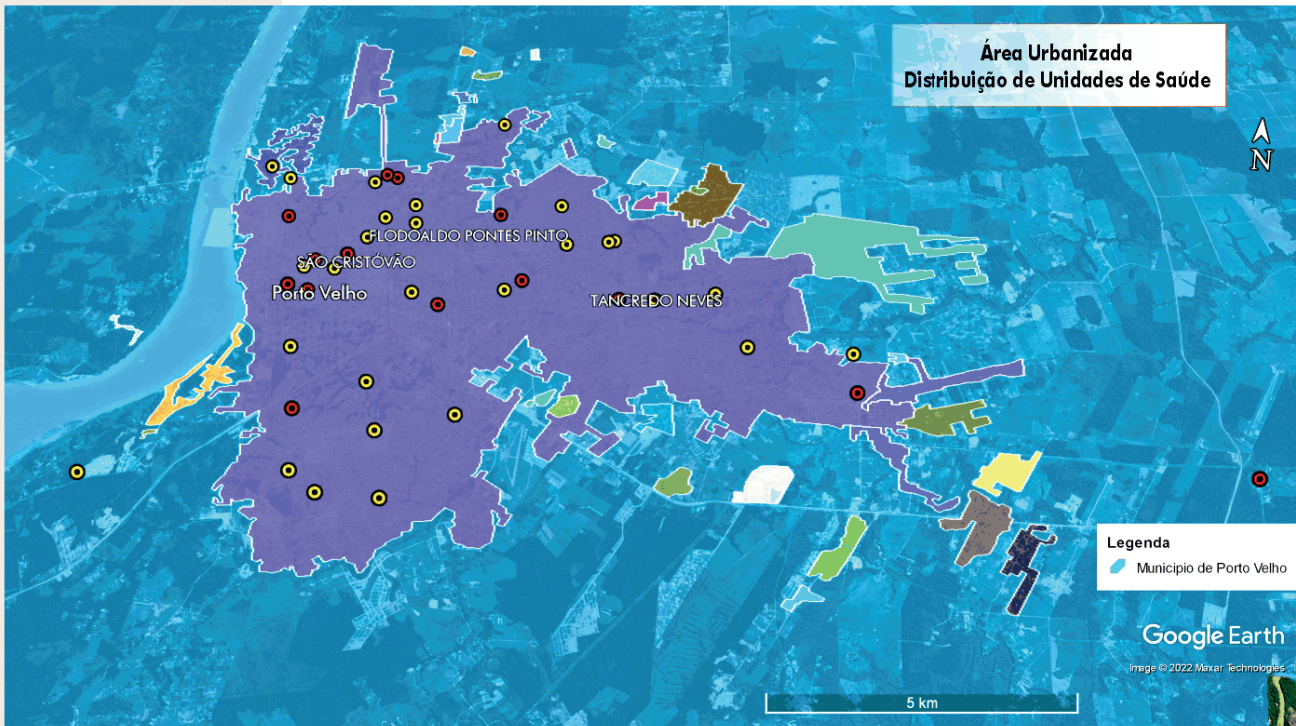 Área Urbanizada
Distribuição de Unidades de Saúde
N
FLODOALDO PONTES PINTO
SÃO CRISTÓVÃO
Porto Velho
TANCREDO NEVES
Legenda
Municipio de Porto Velho
Google Earth
Image © 2022 Maxar Technologies
5 km